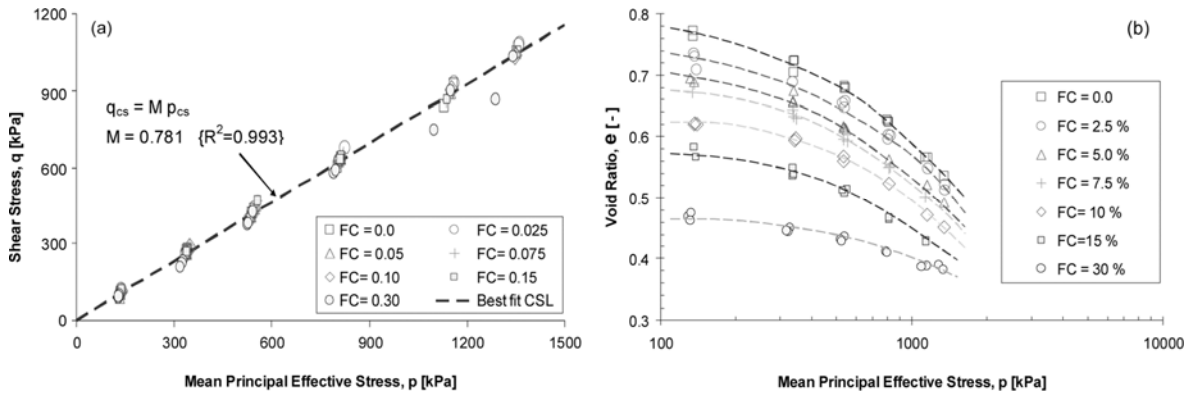 (a)
1200
900
600
300
0
Shear Stress, q [kPa]
q_cs = M p_cs
M = 0.781 {R²=0.993}
FC = 0.0
FC = 0.025
FC = 0.05
FC = 0.075
FC = 0.10
FC = 0.15
FC = 0.30
Best fit CSL
0
300
600
900
1200
1500
Mean Principal Effective Stress, p [kPa]
(b)
0.8
0.7
0.6
0.5
0.4
0.3
Void Ratio, e [ - ]
FC = 0.0
FC = 2.5 %
FC = 5.0 %
FC = 7.5 %
FC= 10 %
FC=15 %
FC = 30 %
100
1000
10000
Mean Principal Effective Stress, p [kPa]